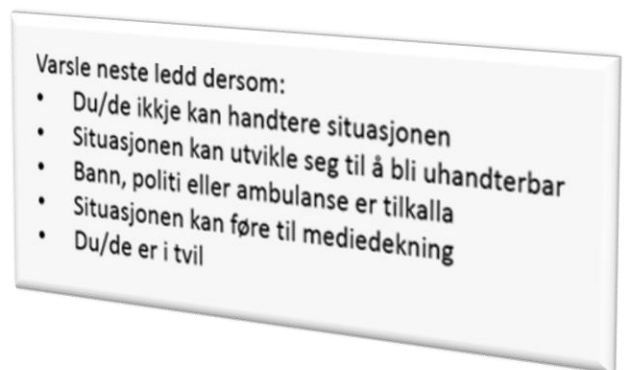 Varsle neste ledd dersom:
• Du/de ikkje kan handtere situasjonen
• Situasjonen kan utvikle seg til å bli uhandterbar
• Bann, politi eller ambulanse er tilkalla
• Situasjonen kan føre til mediedekning
• Du/de er i tvil